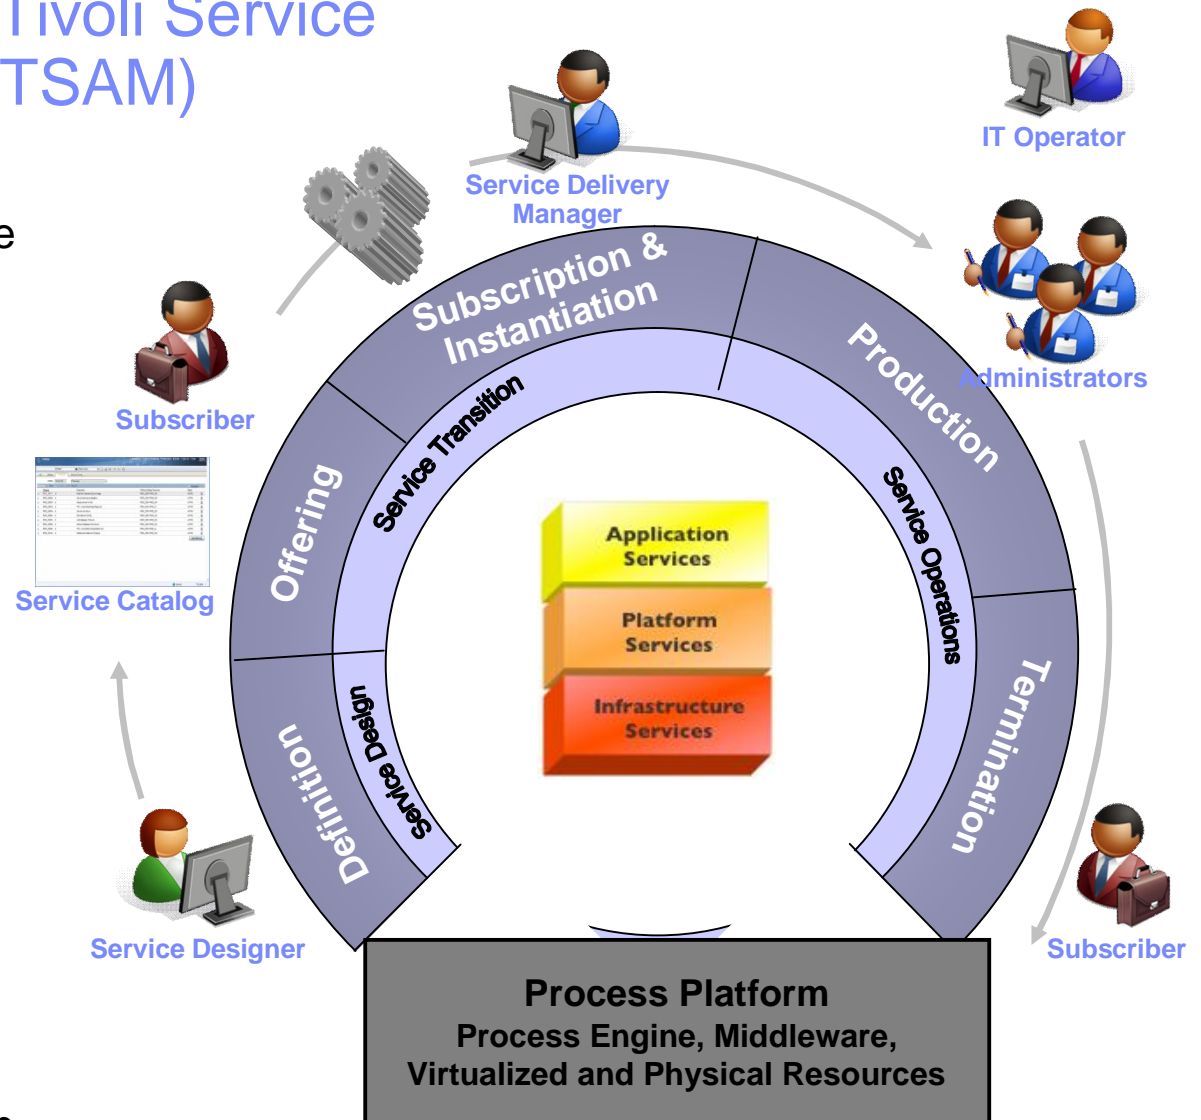 Tivoli Service
TSAM)
e
IT Operator
Service Delivery
Manager
Subscription &
Instantiation
Production
Administrators
Subscriber
Service Transition
Offering
Service Operations
Application
Services
Platform
Services
Infrastructure
Services
Service Catalog
Service Design
Definition
Termination
Service Designer
Subscriber
Process Platform
Process Engine, Middleware,
Virtualized and Physical Resources